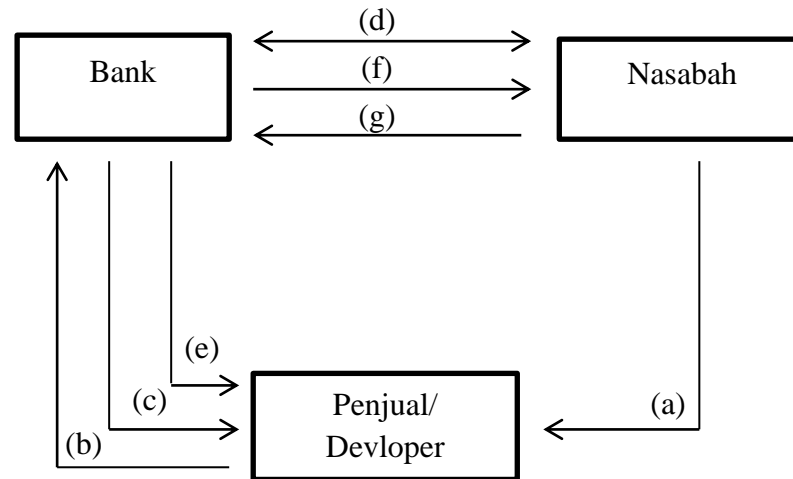 (d)
Bank
(f)
Nasabah
(g)
(e)
(c)
Penjual/
Devloper
(a)
(b)